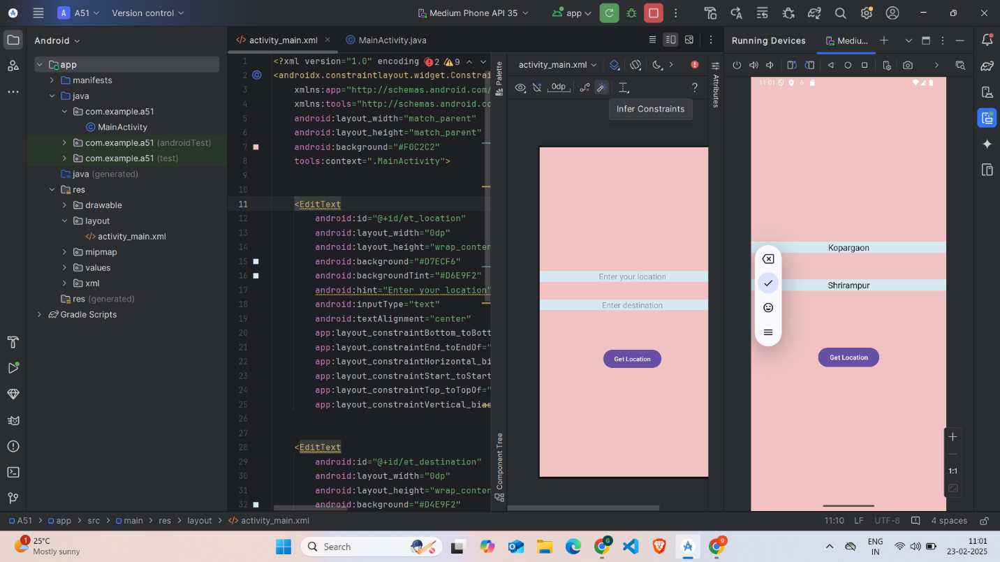 A A51 Version control Medium Phone API 35 app
Android
app
manifests
java
com.example.a51
MainActivity
com.example.a51 (androidTest)
com.example.a51 (test)
java (generated)
res
drawable
layout
activity_main.xml
mipmap
values
xml
res (generated)
Gradle Scripts
activity_main.xml MainActivity.java
2 9
1 <?xml version="1.0" encoding
2 <androidx.constraintlayout.widget.Constrai
3 xmlns:app="http://schemas.android.com/
4 xmlns:tools="http://schemas.android.co
5 android:layout_width="match_parent"
6 android:layout_height="match_parent"
7 android:background="#F0C2C2"
8 tools:context=".MainActivity">
9
10
11 <EditText
12 android:id="@+id/et_location"
13 android:layout_width="0dp"
14 android:layout_height="wrap_conten
15 android:background="#D7ECF6"
16 android:backgroundTint="#D6E9F2"
17 android:hint="Enter your location"
18 android:inputType="text"
19 android:textAlignment="center"
20 app:layout_constraintBottom_toBott
21 app:layout_constraintEnd_toEndOf="
22 app:layout_constraintHorizontal_bi
23 app:layout_constraintStart_toStart
24 app:layout_constraintTop_toTopOf="
25 app:layout_constraintVertical_bias
26
27
28 <EditText
29 android:id="@+id/et_destination"
30 android:layout_width="0dp"
31 android:layout_height="wrap_conten
32 android:background="#D4E9F2"
Palette
Component Tree
activity_main.xml
0dp
?
Infer Constraints
Attributes
Enter your location
Enter destination
Get Location
Running Devices Mediu...
11:01
Kopargaon
Shrirampur
Get Location
1:1
A51 app src main res layout activity_main.xml
11:10 LF UTF-8 4 spaces
1
25°C
Mostly sunny
Search
G
g
ENG
IN
11:01
23-02-2025